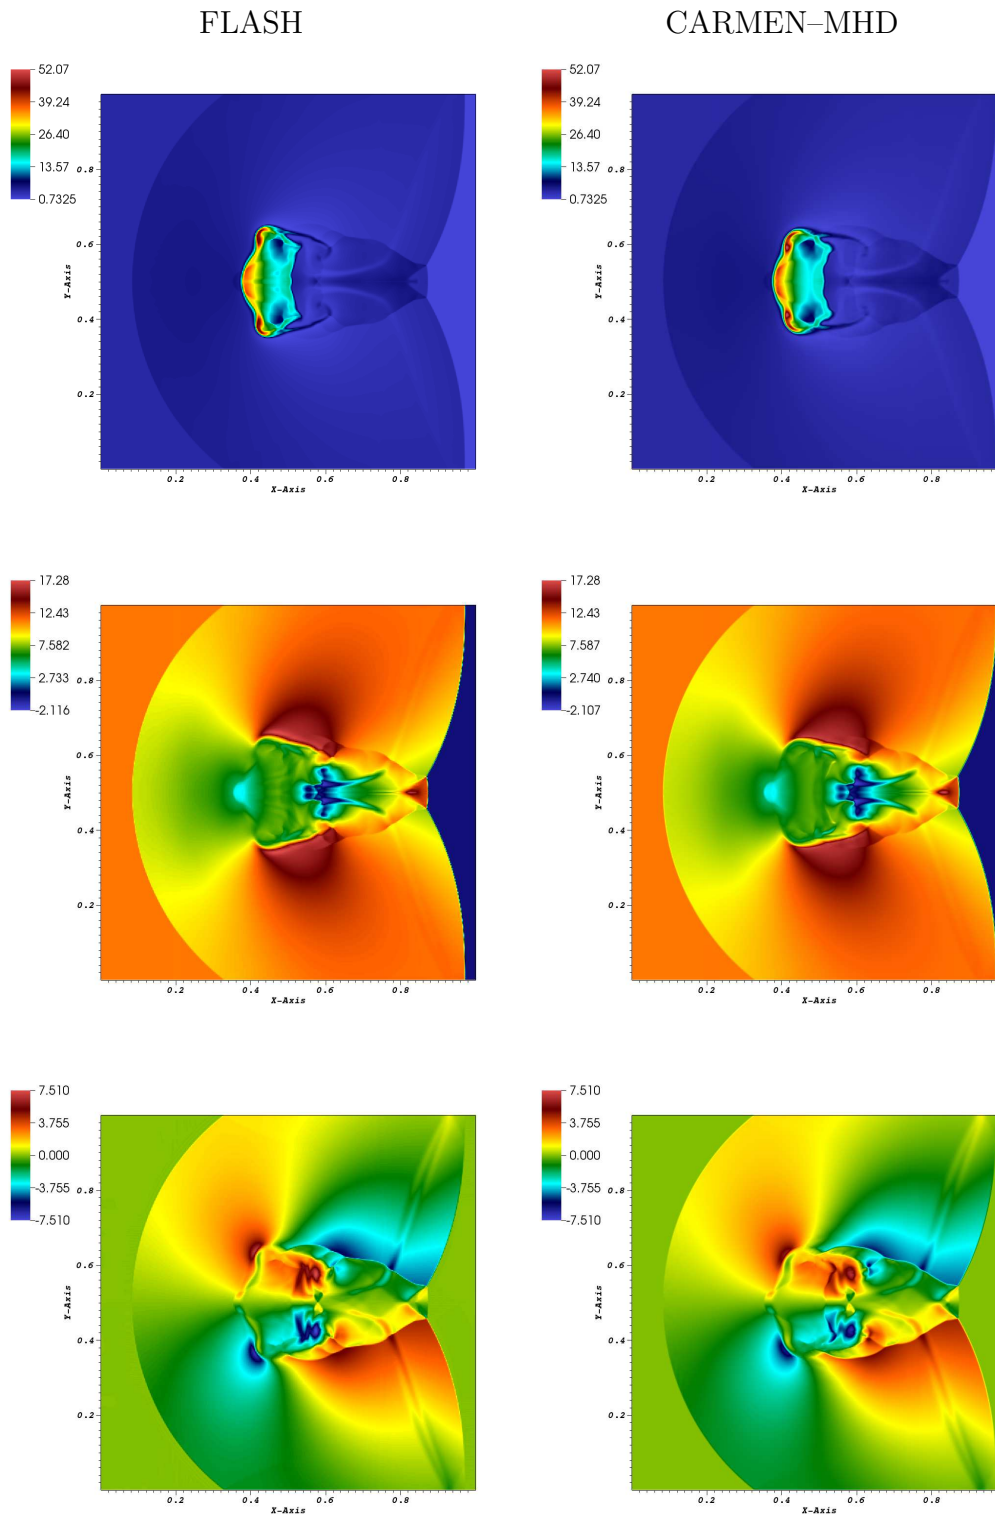 FLASH CARMEN–MHD
52.07 52.07
39.24 39.24
26.40 26.40
13.57 13.57
0.7325 0.7325
0.8 0.8
0.6 0.6
Y-Axis Y-Axis
0.4 0.4
0.2 0.2
0.2 0.4 0.6 0.8 0.2 0.4 0.6 0.8
X-Axis X-Axis
17.28 17.28
12.43 12.43
7.582 7.587
2.733 2.740
-2.116 -2.107
0.8 0.8
0.6 0.6
Y-Axis Y-Axis
0.4 0.4
0.2 0.2
0.2 0.4 0.6 0.8 0.2 0.4 0.6 0.8
X-Axis X-Axis
7.510 7.510
3.755 3.755
0.000 0.000
-3.755 -3.755
-7.510 -7.510
0.8 0.8
0.6 0.6
Y-Axis Y-Axis
0.4 0.4
0.2 0.2
0.2 0.4 0.6 0.8 0.2 0.4 0.6 0.8
X-Axis X-Axis